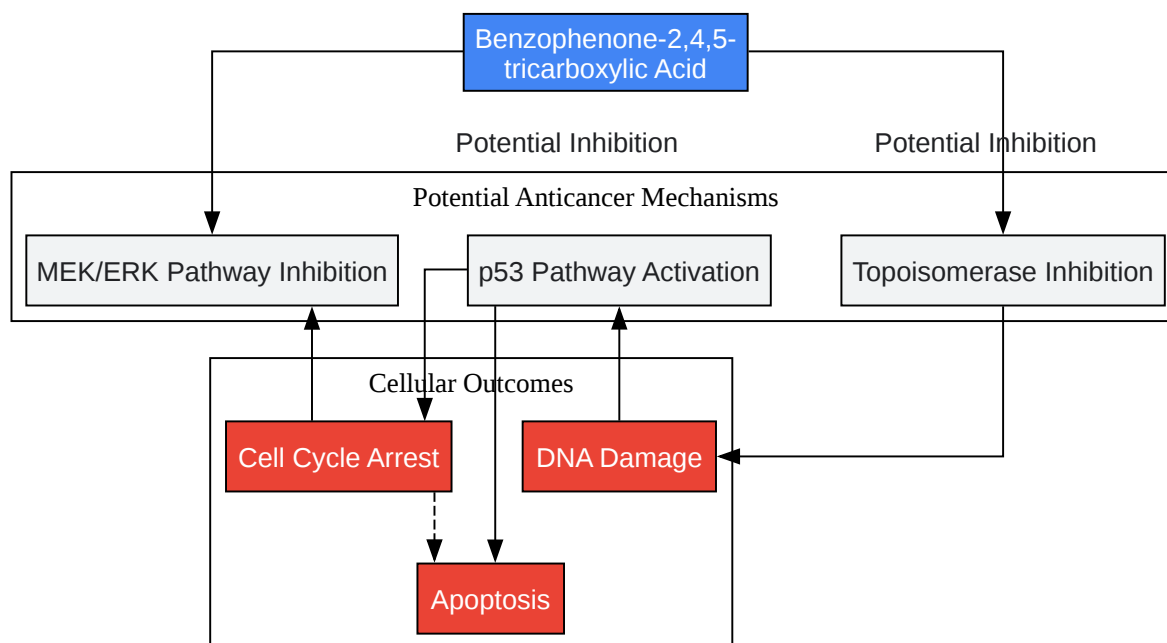 Benzophenone-2,4,5-
tricarboxylic Acid
Potential Inhibition
Potential Inhibition
Potential Anticancer Mechanisms
MEK/ERK Pathway Inhibition
p53 Pathway Activation
Topoisomerase Inhibition
Cellular Outcomes
Cell Cycle Arrest
DNA Damage
Apoptosis